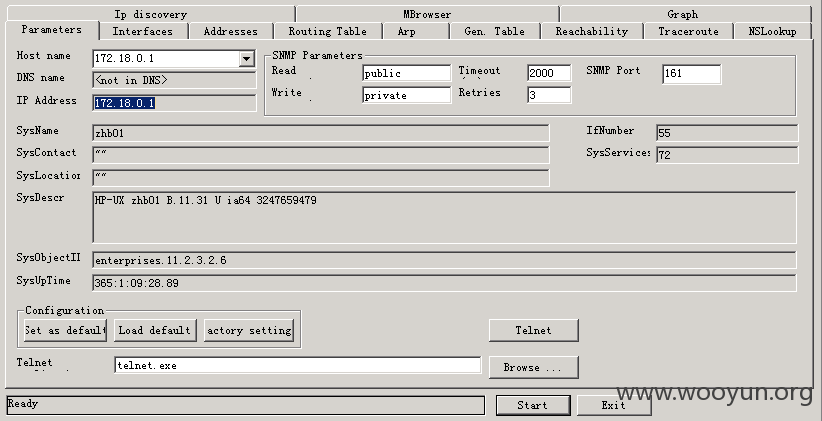 Ip discovery MBrowser Graph
Parameters Interfaces Addresses Routing Table Arp Gen. Table Reachability Traceroute NSLookup
Host name 172.18.0.1 SNMP Parameters
Read public Timeout 2000 SNMP Port 161
DNS name <not in DNS>
Write private Retries 3
IP Address 172.18.0.1
SysName zhb01 IfNumber 55
SysContact "" SysServices 72
SysLocation ""
SysDescr HP-UX zhb01 B.11.31 U ia64 3247659479
SysObjectII enterprises.11.2.3.2.6
SysUpTime 365:1:09:28.89
Configuration
Set as default Load default actory setting Telnet
Telnet telnet.exe Browse ...
www.wooyun.org
Ready Start Exit